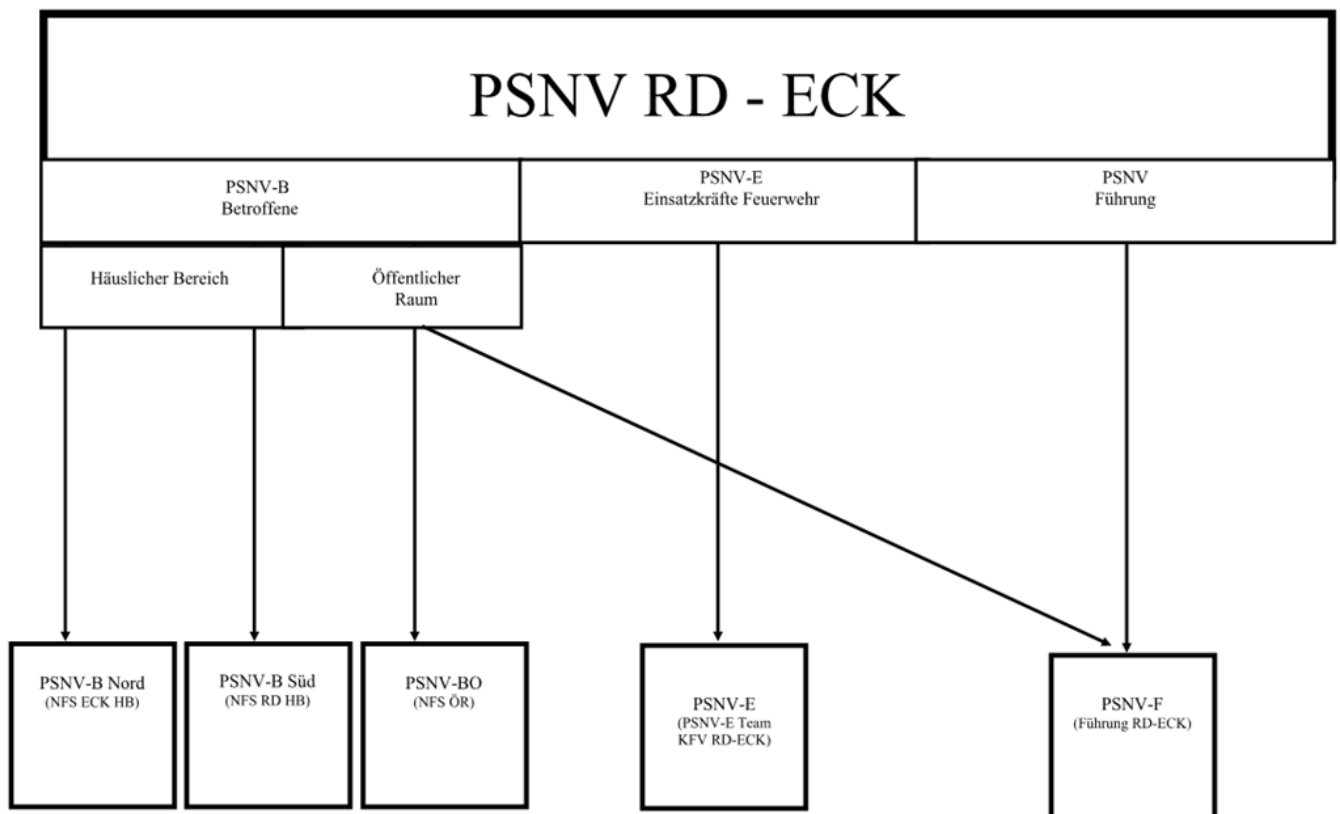 PSNV RD - ECK
PSNV-B
Betroffene
PSNV-E
Einsatzkräfte Feuerwehr
PSNV
Führung
Häuslicher Bereich
Öffentlicher
Raum
PSNV-B Nord
(NFS ECK HB)
PSNV-B Süd
(NFS RD HB)
PSNV-BO
(NFS ÖR)
PSNV-E
(PSNV-E Team
KFV RD-ECK)
PSNV-F
(Führung RD-ECK)